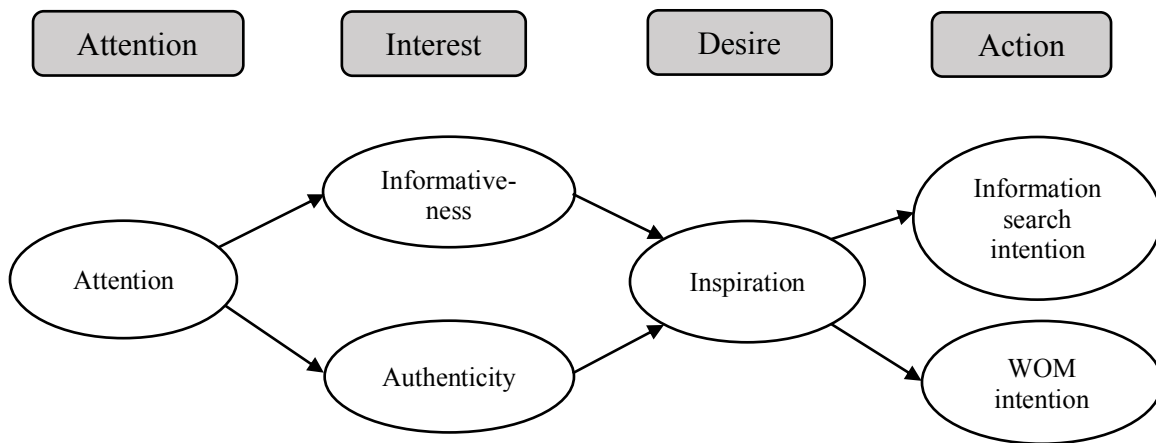 Attention
Interest
Desire
Action
Informative-
ness
Information
search
intention
Attention
Inspiration
Authenticity
WOM
intention